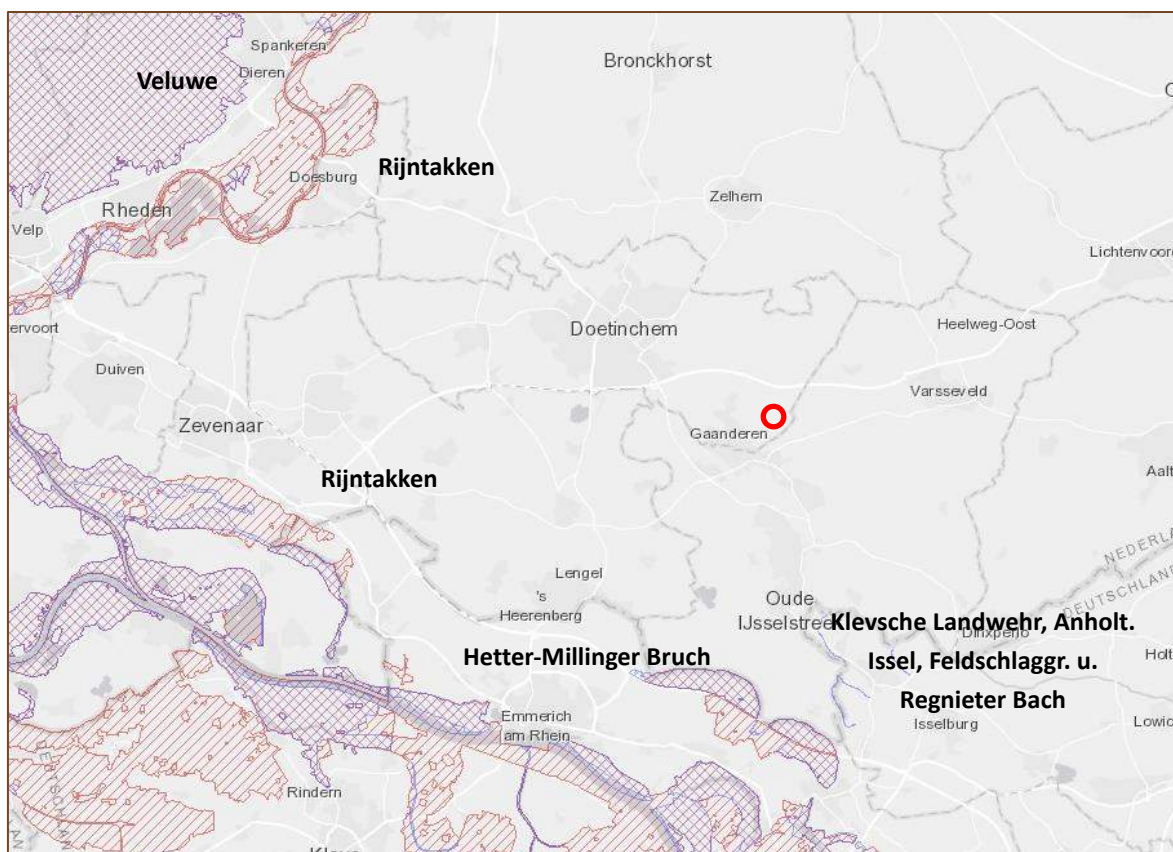 Spankeren
Dieren
Veluwe
Bronckhorst
Rijntakken
Doesburg
Zelhem
Rheden
Velp
Lichtenvoord
ervoort
Doetinchem
Heelweg-Oost
Duiven
Varsseveld
Zevenaar
Gaanderen
Rijntakken
Aalt
NEDERLA
DEUTSCHLAND
Lengel
's
Heerenberg
Oude
IJsselstree
Klevsche Landwehr, Anholt.
Dinxperlo
Issel, Feldschlaggr. u.
Holt
Hetter-Millinger Bruch
Regnieter Bach
Emmerich
am Rhein
Isselburg
Lowic
Rindern